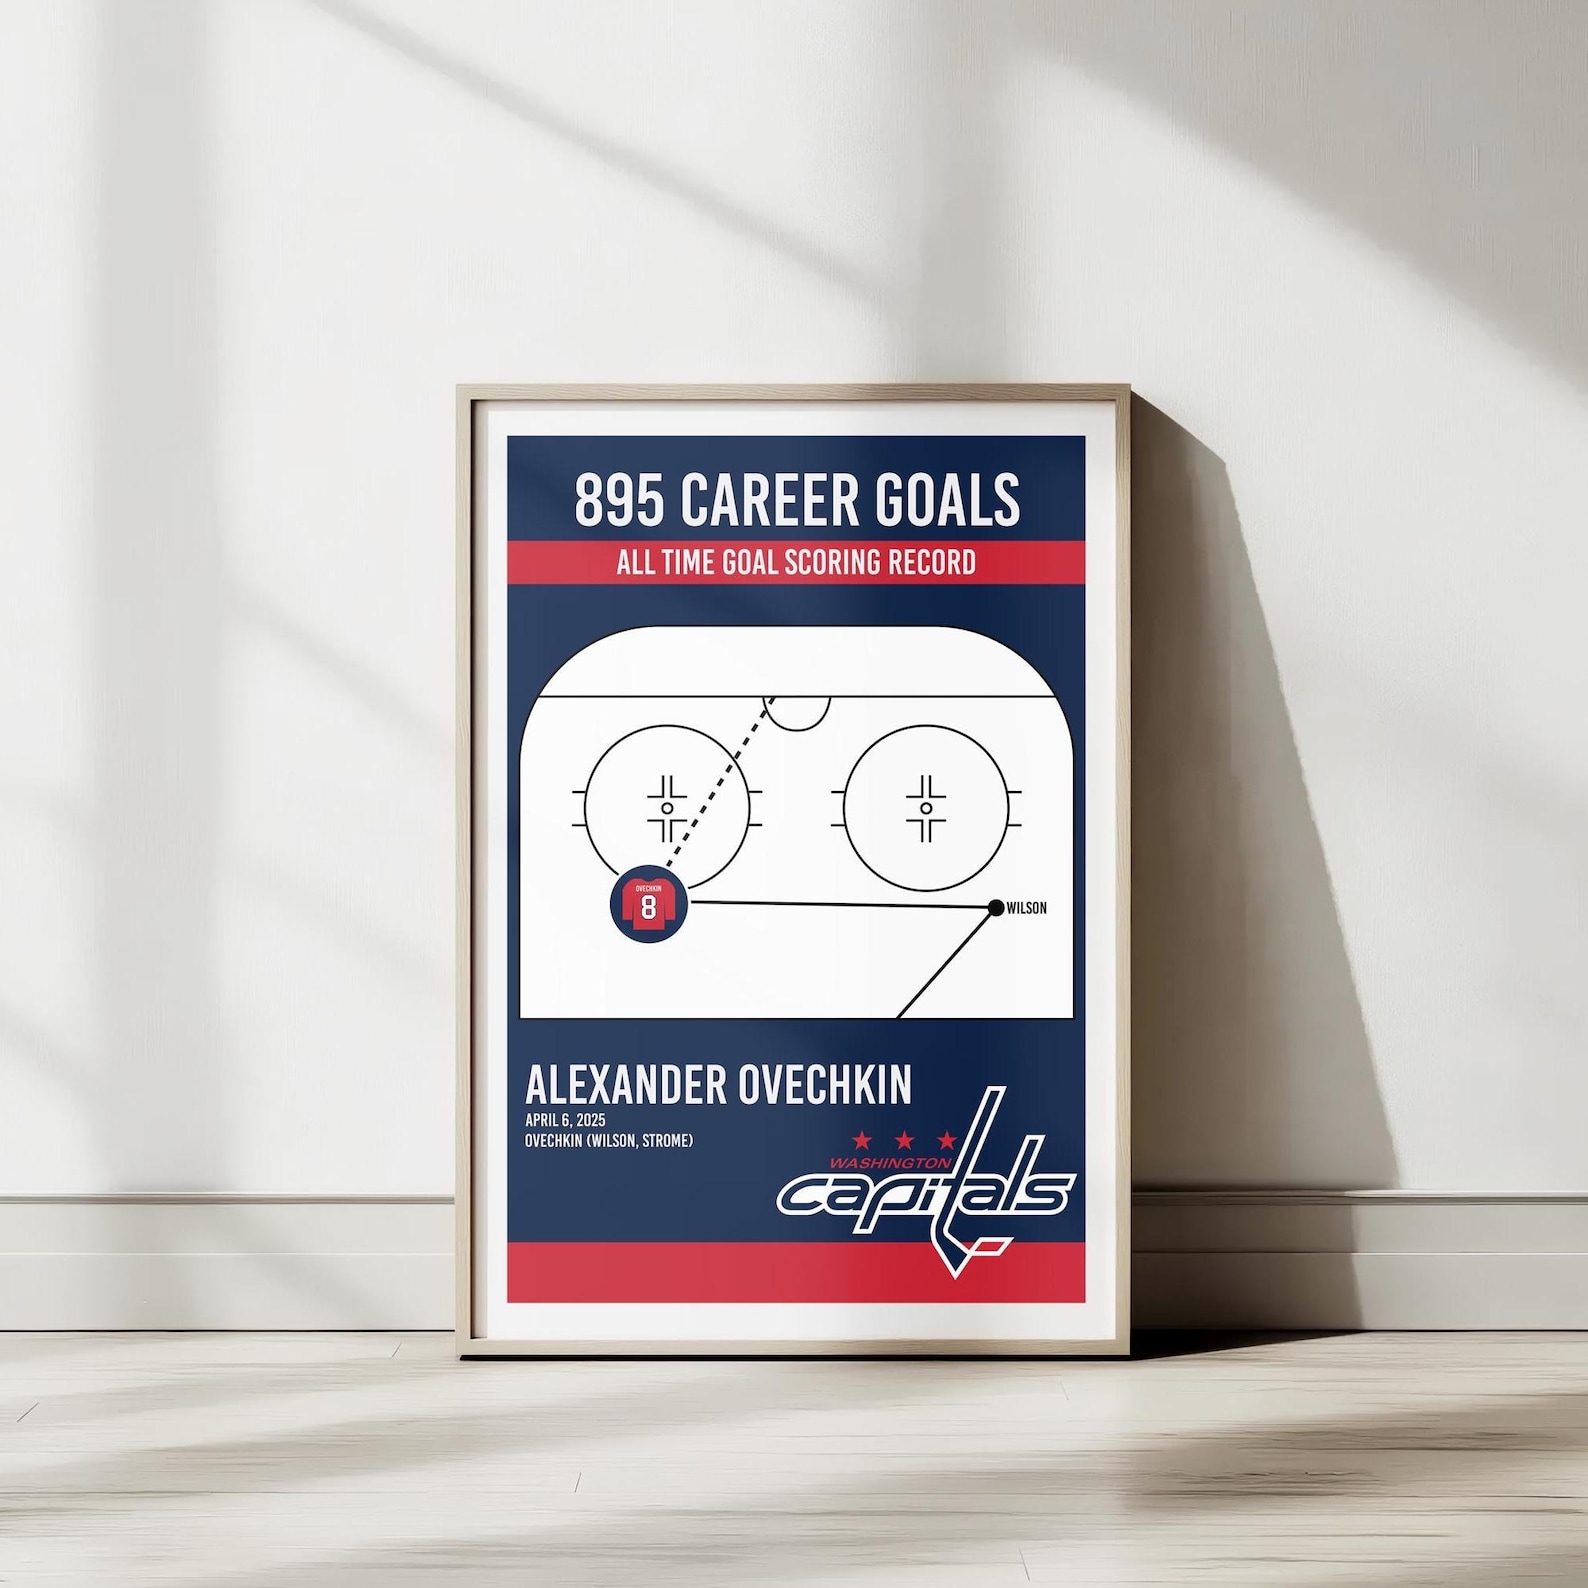 895 CAREER GOALS
ALL TIME GOAL SCORING RECORD
OVECHKIN
8
WILSON
ALEXANDER OVECHKIN
APRIL 6, 2025
OVECHKIN (WILSON, STROME)
WASHINGTON
capitals